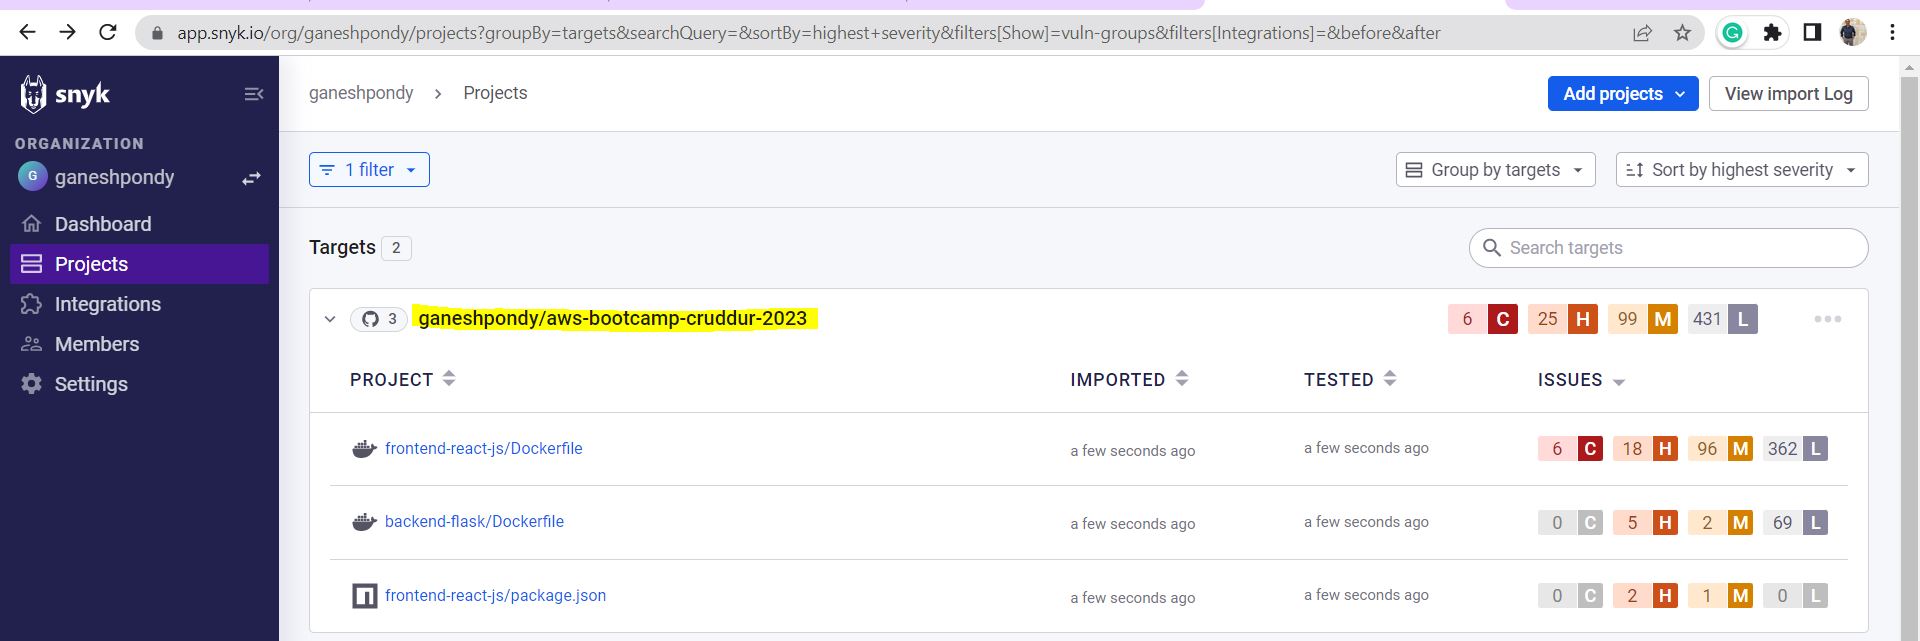 app.snyk.io/org/ganeshpondy/projects?groupBy=targets&searchQuery=&sortBy=highest+severity&filters[Show]=vuln-groups&filters[Integrations]=&before&after
G
snyk
ganeshpondy > Projects
Add projects
View import Log
ORGANIZATION
G ganeshpondy
Dashboard
Projects
Integrations
Members
Settings
1 filter
Group by targets
Sort by highest severity
Targets 2
Search targets
3 ganeshpondy/aws-bootcamp-cruddur-2023 6 C 25 H 99 M 431 L
PROJECT IMPORTED TESTED ISSUES
frontend-react-js/Dockerfile a few seconds ago a few seconds ago 6 C 18 H 96 M 362 L
backend-flask/Dockerfile a few seconds ago a few seconds ago 0 C 5 H 2 M 69 L
frontend-react-js/package.json a few seconds ago a few seconds ago 0 C 2 H 1 M 0 L